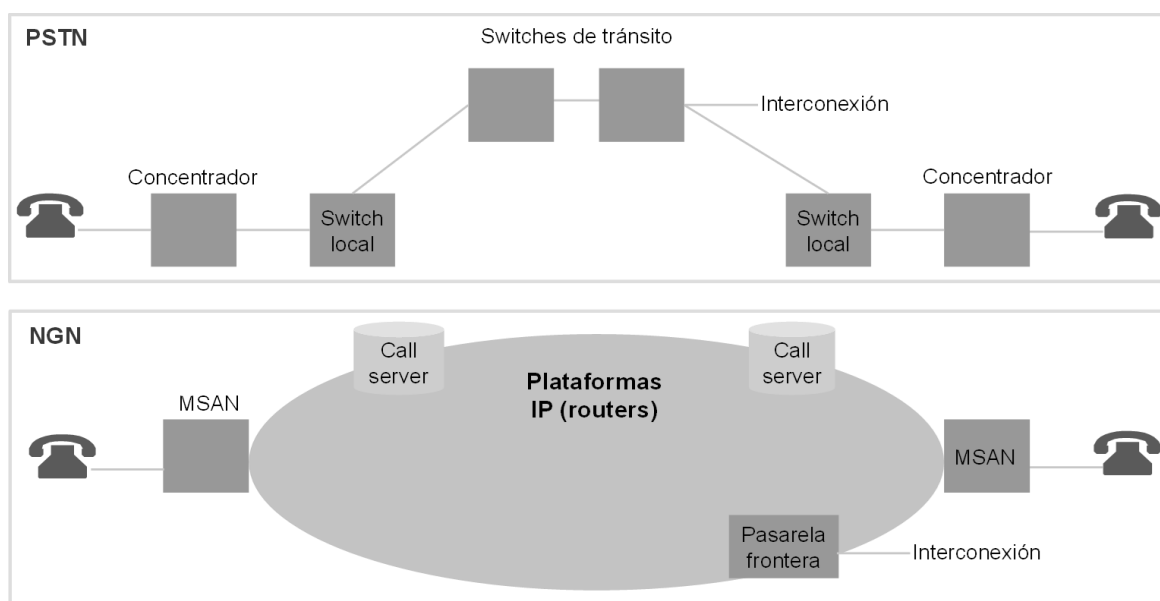 PSTN
Switches de tránsito
Interconexión
Concentrador
Concentrador
Switch
local
Switch
local
NGN
Call
server
Call
server
Plataformas
IP (routers)
MSAN
MSAN
Pasarela
frontera
Interconexión